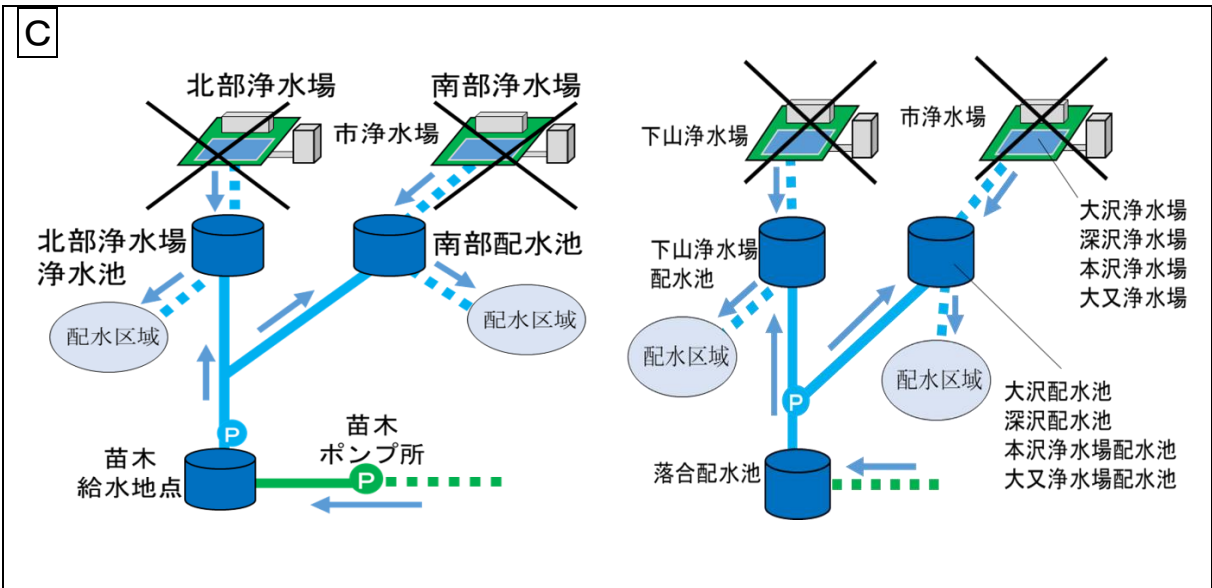 C
北部浄水場
南部浄水場
市浄水場
北部浄水場
浄水池
南部配水池
配水区域
配水区域
P
苗木
ポンプ所
P
苗木
給水地点
下山浄水場
市浄水場
大沢浄水場
深沢浄水場
本沢浄水場
大又浄水場
下山浄水場
配水池
配水区域
配水区域
P
大沢配水池
深沢配水池
本沢浄水場配水池
大又浄水場配水池
落合配水池